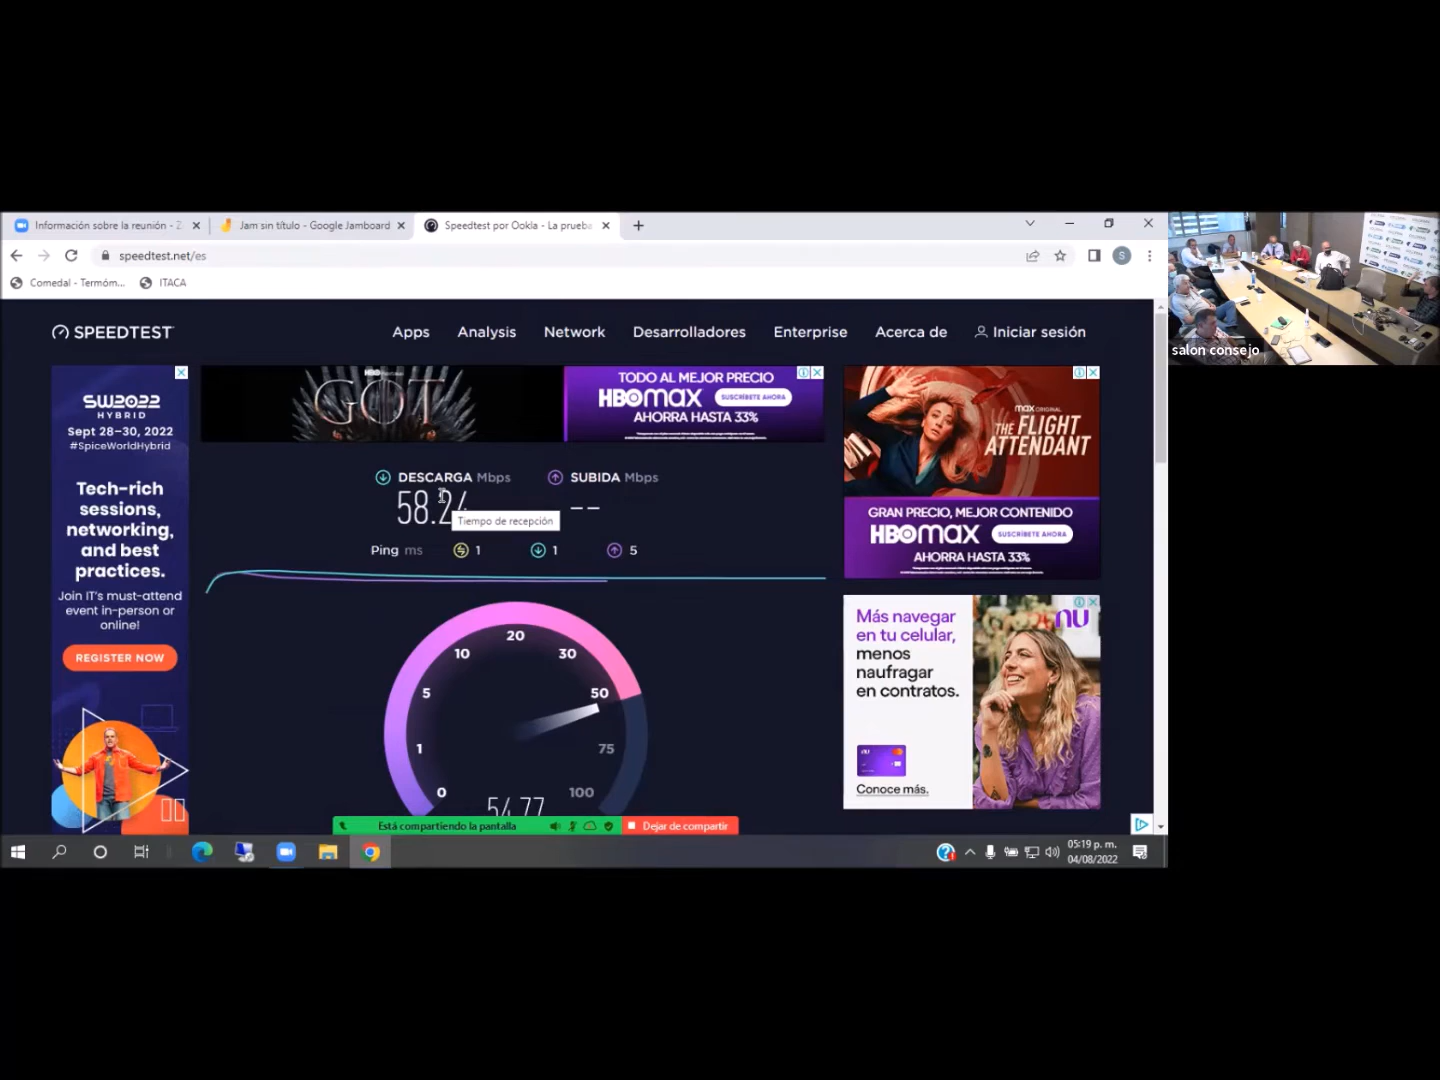 Información sobre la reunión - Z
Jam sin título - Google Jamboard
Speedtest por Ookla - La prueba
speedtest.net/es
S
Comedal - Termóm...
ITACA
SPEEDTEST
Apps
Analysis
Network
Desarrolladores
Enterprise
Acerca de
Iniciar sesión
SW2022
HYBRID
Sept 28-30, 2022
#SpiceWorldHybrid
Tech-rich
sessions,
networking,
and best
practices.
Join IT's must-attend
event in-person or
online!
REGISTER NOW
GOT
TODO AL MEJOR PRECIO
HBOMAX SUSCRÍBETE AHORA
AHORRA HASTA 33%
max ORIGINAL
THE FLIGHT
ATTENDANT
GRAN PRECIO, MEJOR CONTENIDO
HBOMAX SUSCRÍBETE AHORA
AHORRA HASTA 33%
DESCARGA Mbps
58.24
SUBIDA Mbps
--
Tiempo de recepción
Ping ms 1 1 5
0
1
5
10
20
30
50
75
100
54.77
Más navegar
en tu celular,
menos
naufragar
en contratos.
nu
nu
Conoce más.
Está compartiendo la pantalla
Dejar de compartir
05:19 p. m.
04/08/2022
salon consejo